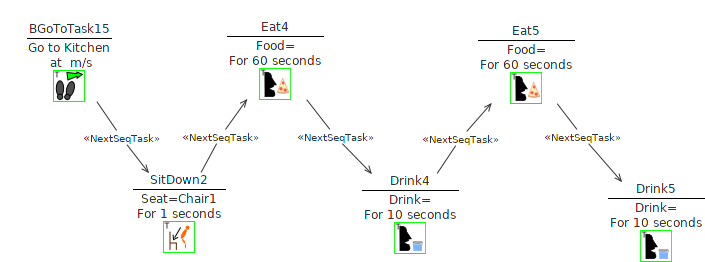 BGoToTask15
Go to Kitchen
at  m/s
«NextSeqTask»
SitDown2
Seat=Chair1
For 1 seconds
«NextSeqTask»
Eat4
Food=
For 60 seconds
«NextSeqTask»
Drink4
Drink=
For 10 seconds
«NextSeqTask»
Eat5
Food=
For 60 seconds
«NextSeqTask»
Drink5
Drink=
For 10 seconds